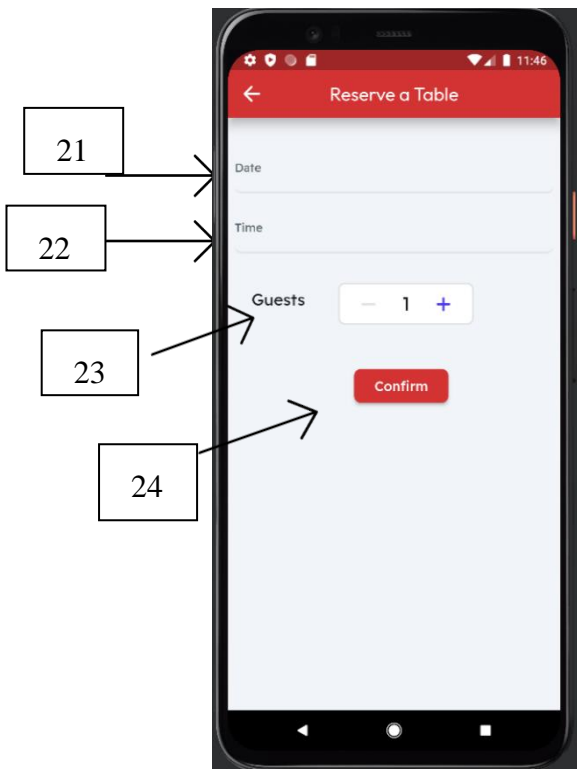 11:46
Reserve a Table
21
Date
22
Time
Guests
1
23
Confirm
24